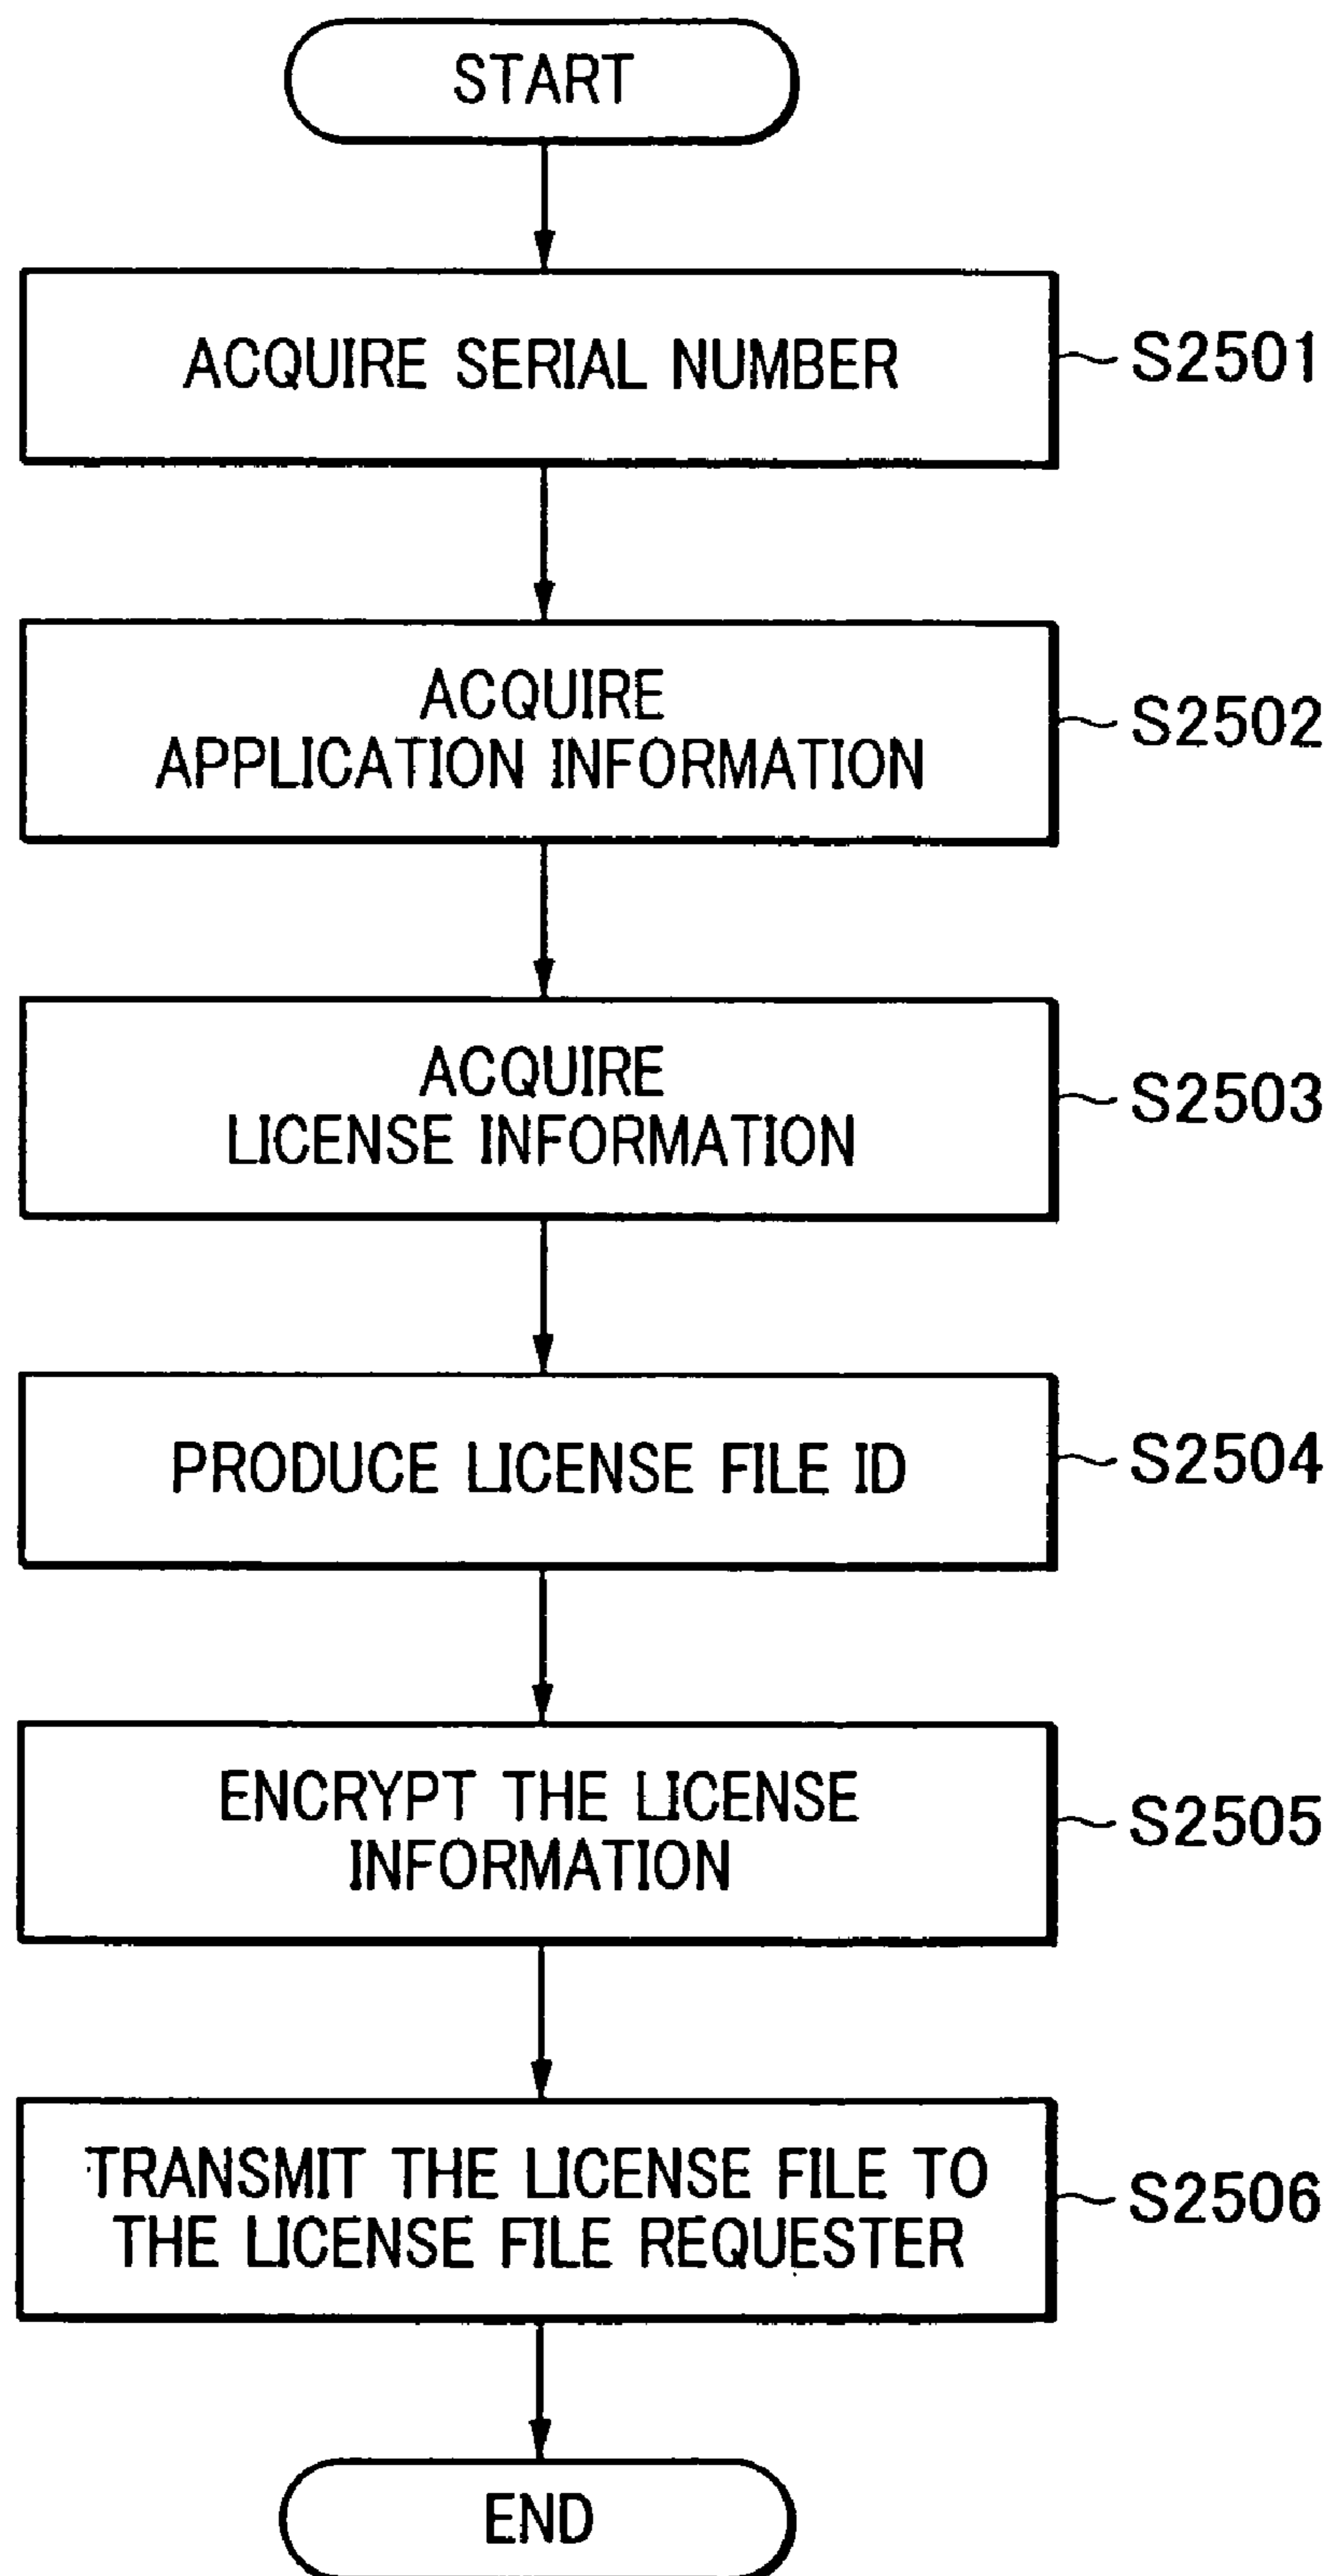 START
ACQUIRE SERIAL NUMBER
S2501
ACQUIRE
APPLICATION INFORMATION
S2502
ACQUIRE
LICENSE INFORMATION
S2503
PRODUCE LICENSE FILE ID
S2504
ENCRYPT THE LICENSE
INFORMATION
S2505
TRANSMIT THE LICENSE FILE TO
THE LICENSE FILE REQUESTER
S2506
END